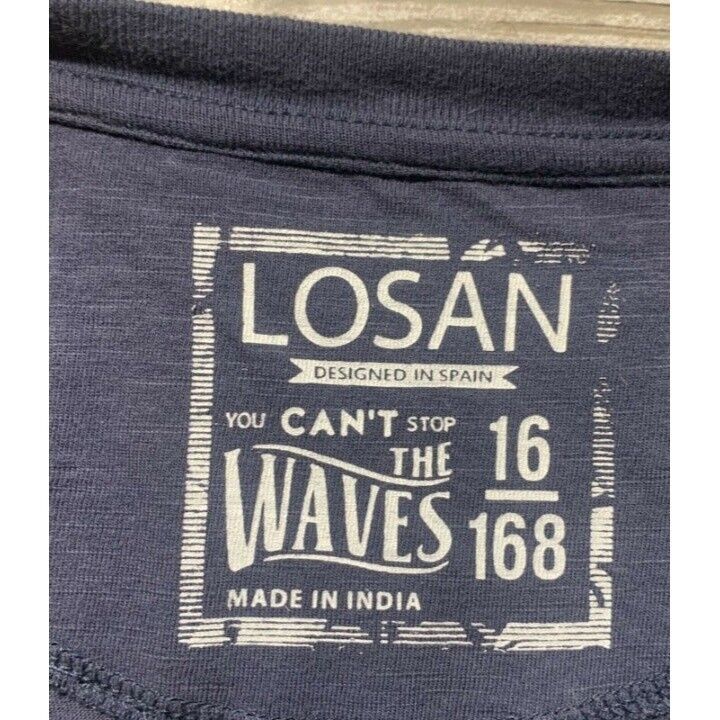 LOSAN
DESIGNED IN SPAIN
YOU CAN'T STOP
THE
WAVES
16
168
MADE IN INDIA